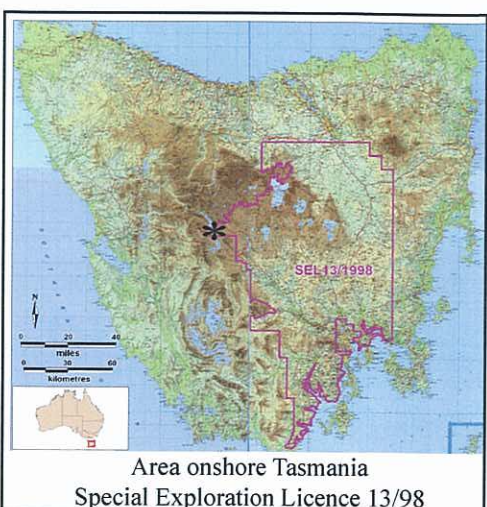 SEL13/1998
N
0 20 40
miles
0 30 60
kilometres
Area onshore Tasmania
Special Exploration Licence 13/98